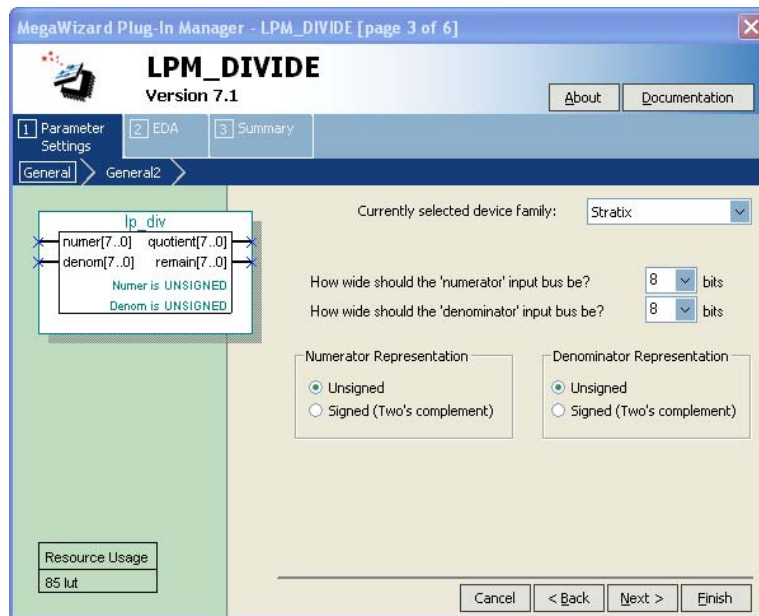 MegaWizard Plug-In Manager - LPM_DIVIDE [page 3 of 6]
LPM_DIVIDE
Version 7.1
About
Documentation
1 Parameter Settings
2 EDA
3 Summary
General
General2
lp_div
numer[7..0] quotient[7..0]
denom[7..0] remain[7..0]
Numer is UNSIGNED
Denom is UNSIGNED
Currently selected device family: Stratix
How wide should the 'numerator' input bus be? 8 bits
How wide should the 'denominator' input bus be? 8 bits
Numerator Representation
Unsigned
Signed (Two's complement)
Denominator Representation
Unsigned
Signed (Two's complement)
Resource Usage
85 lut
Cancel
< Back
Next >
Finish